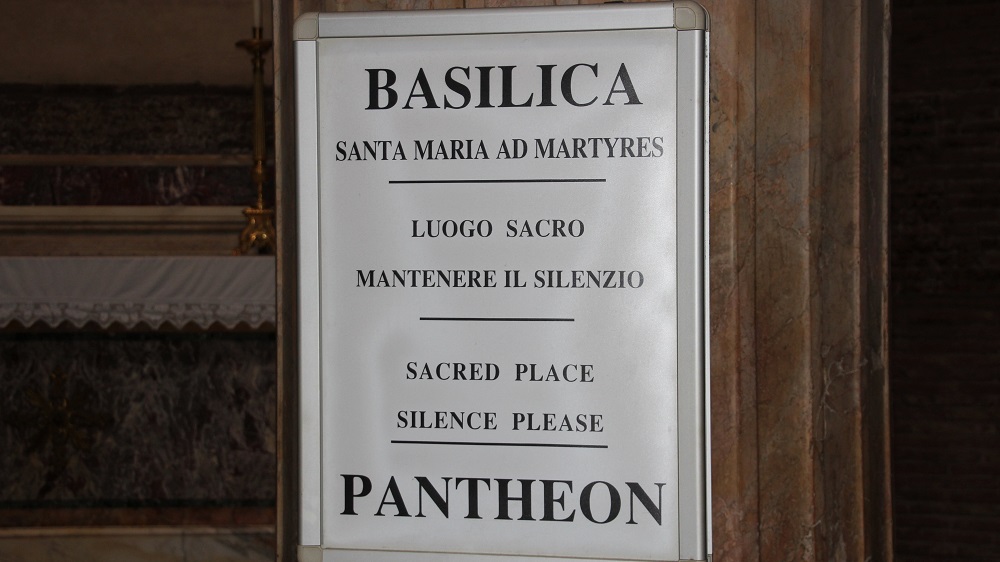 BASILICA
SANTA MARIA AD MARTYRES
LUOGO SACRO
MANTENERE IL SILENZIO
SACRED PLACE
SILENCE PLEASE
PANTHEON